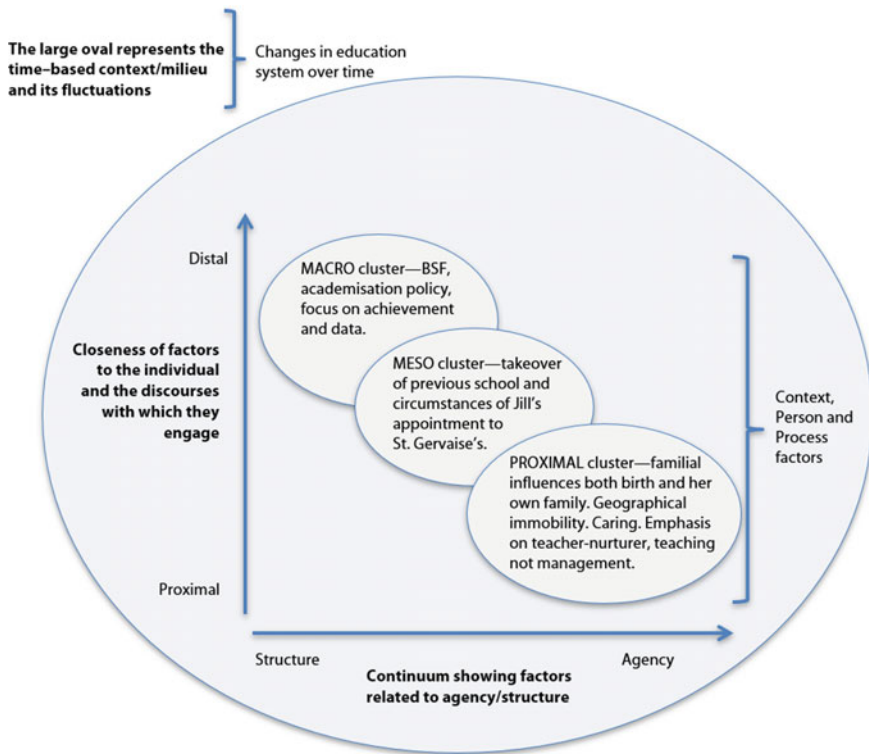 The large oval represents the
time–based context/milieu
and its fluctuations
Changes in education
system over time
Distal
Closeness of factors
to the individual
and the discourses
with which they
engage
Proximal
MACRO cluster—BSF,
academisation policy,
focus on achievement
and data.
MESO cluster—takeover
of previous school and
circumstances of Jill's
appointment to
St. Gervaise's.
PROXIMAL cluster—familial
influences both birth and her
own family. Geographical
immobility. Caring. Emphasis
on teacher-nurturer, teaching
not management.
Context,
Person and
Process
factors
Structure
Agency
Continuum showing factors
related to agency/structure